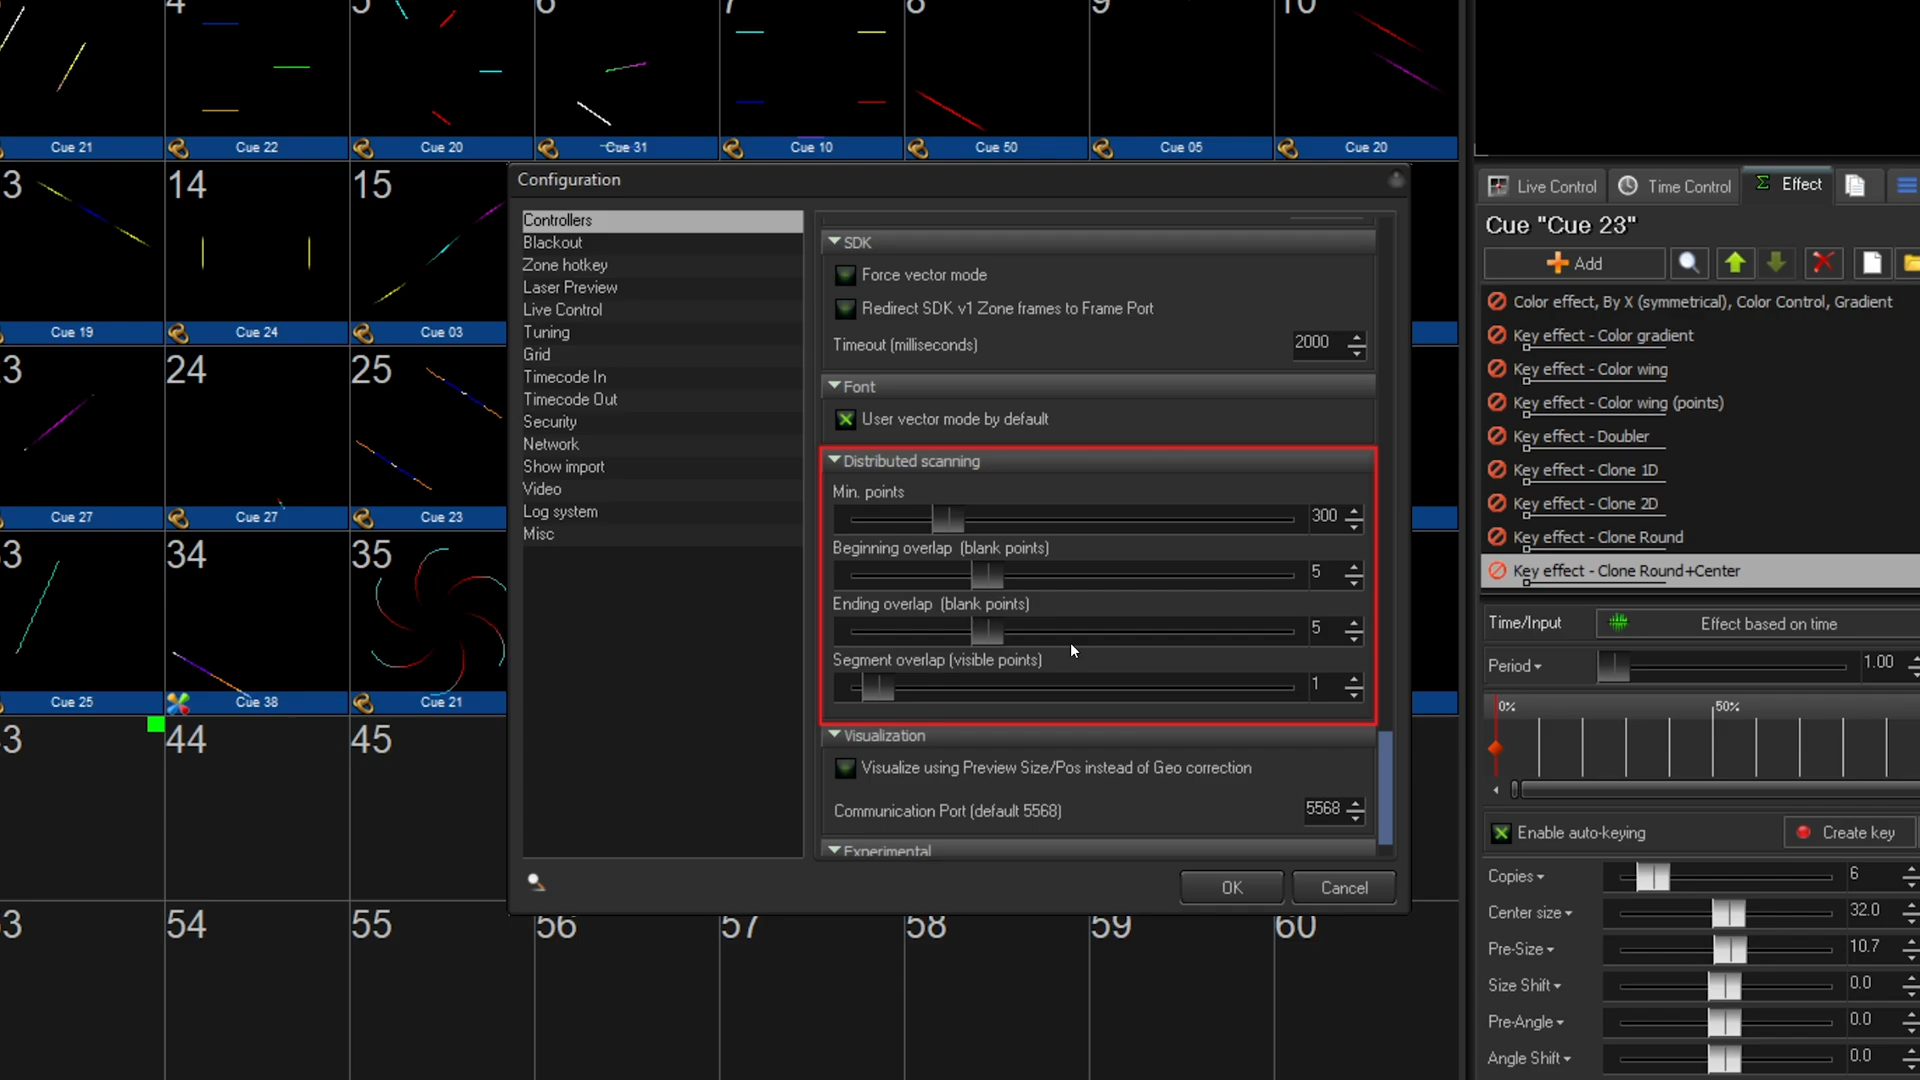 4
5
6
7
8
9
10
Cue 21
Cue 22
Cue 20
Cue 31
Cue 10
Cue 50
Cue 05
Cue 20
3
14
15
Cue 19
Cue 24
Cue 03
3
24
25
Cue 27
Cue 27
Cue 23
3
34
35
Cue 25
Cue 38
Cue 21
3
44
45
3
54
55
56
57
58
59
60
Configuration
Controllers
Blackout
Zone hotkey
Laser Preview
Live Control
Tuning
Grid
Timecode In
Timecode Out
Security
Network
Show import
Video
Log system
Misc
SDK
Force vector mode
Redirect SDK v1 Zone frames to Frame Port
Timeout (milliseconds) 2000
Font
User vector mode by default
Distributed scanning
Min. points
300
Beginning overlap (blank points)
5
Ending overlap (blank points)
5
Segment overlap (visible points)
1
Visualization
Visualize using Preview Size/Pos instead of Geo correction
Communication Port (default 5568) 5568
Experimental
OK Cancel
Live Control Time Control Effect
Cue "Cue 23"
Add
Color effect, By X (symmetrical), Color Control, Gradient
Key effect - Color gradient
Key effect - Color wing
Key effect - Color wing (points)
Key effect - Doubler
Key effect - Clone 1D
Key effect - Clone 2D
Key effect - Clone Round
Key effect - Clone Round+Center
Time/Input Effect based on time
Period 1.00
0% 50%
Enable auto-keying Create key
Copies 6
Center size 32.0
Pre-Size 10.7
Size Shift 0.0
Pre-Angle 0.0
Angle Shift 0.0